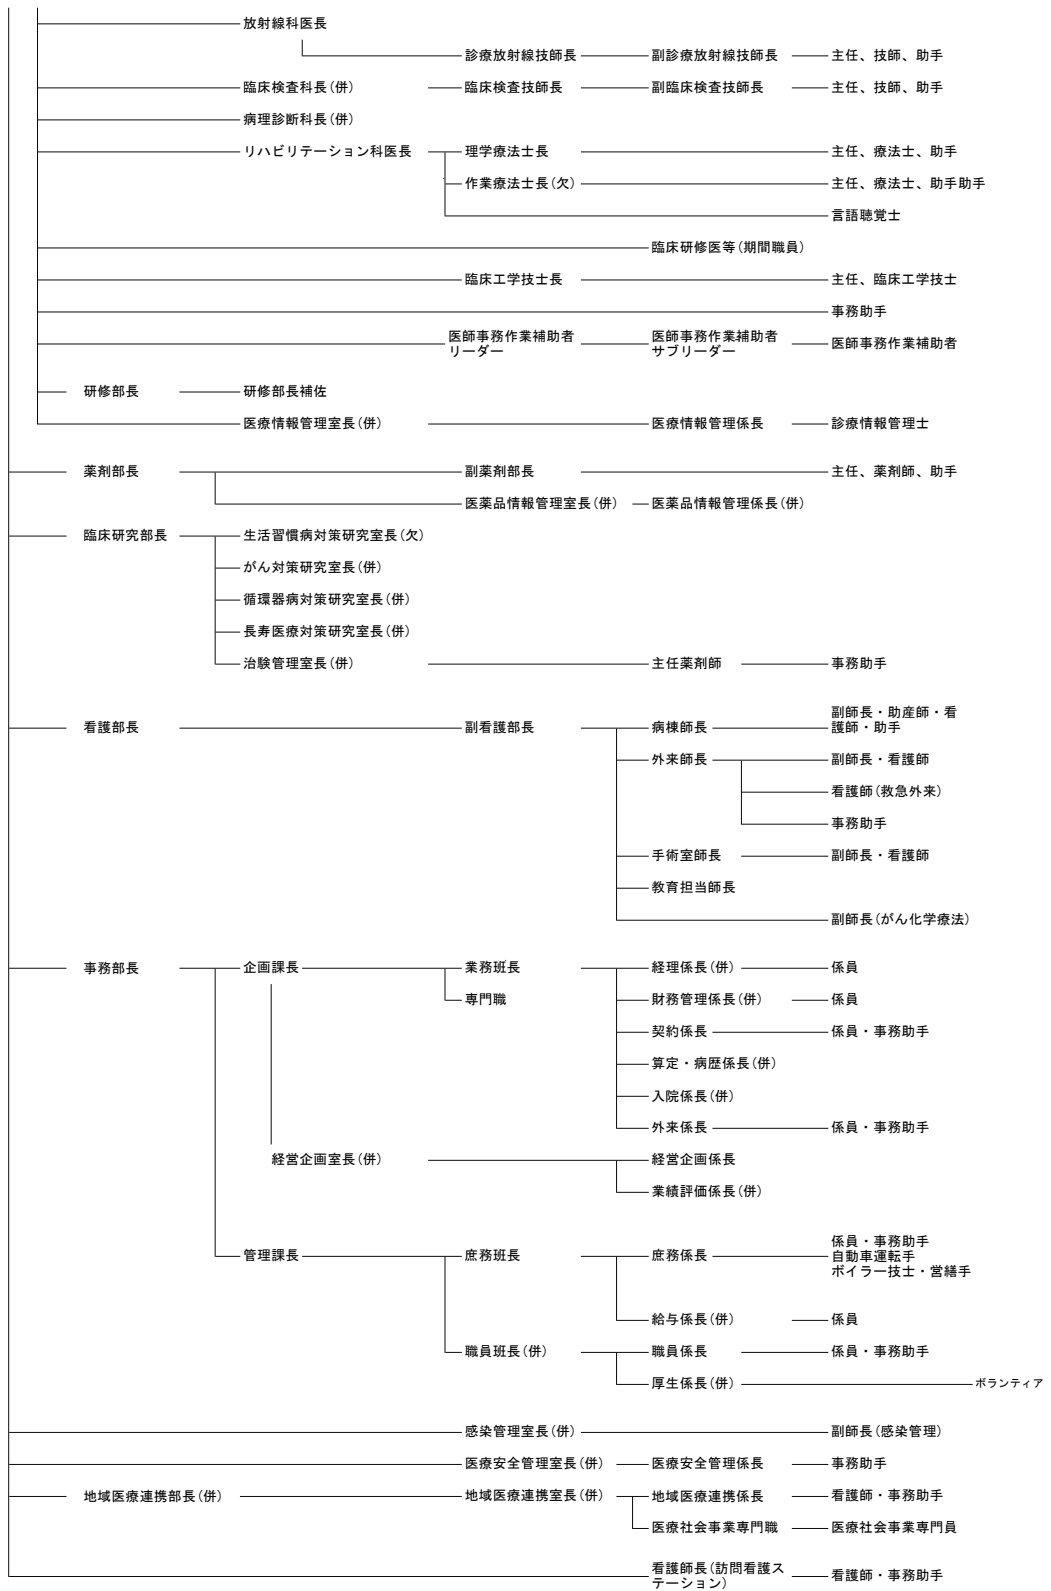 放射線科医長
診療放射線技師長 副診療放射線技師長 主任、技師、助手
臨床検査科長(併) 臨床検査技師長 副臨床検査技師長 主任、技師、助手
病理診断科長(併)
リハビリテーション科医長 理学療法士長 主任、療法士、助手
作業療法士長(欠) 主任、療法士、助手助手
言語聴覚士
臨床研修医等(期間職員)
臨床工学技士長 主任、臨床工学技士
事務助手
医師事務作業補助者
リーダー
医師事務作業補助者
サブリーダー
医師事務作業補助者
研修部長 研修部長補佐
医療情報管理室長(併) 医療情報管理係長 診療情報管理士
薬剤部長 副薬剤部長 主任、薬剤師、助手
医薬品情報管理室長(併) 医薬品情報管理係長(併)
臨床研究部長 生活習慣病対策研究室長(欠)
がん対策研究室長(併)
循環器病対策研究室長(併)
長寿医療対策研究室長(併)
治験管理室長(併) 主任薬剤師 事務助手
看護部長 副看護部長 病棟師長
副師長・助産師・看
護師・助手
外来師長 副師長・看護師
看護師(救急外来)
事務助手
手術室師長 副師長・看護師
教育担当師長
副師長(がん化学療法)
事務部長 企画課長 業務班長 経理係長(併) 係員
専門職 財務管理係長(併) 係員
契約係長 係員・事務助手
算定・病歴係長(併)
入院係長(併)
外来係長 係員・事務助手
経営企画室長(併) 経営企画係長
業績評価係長(併)
管理課長 庶務班長 庶務係長
係員・事務助手
自動車運転手
ボイラー技士・営繕手
給与係長(併) 係員
職員班長(併) 職員係長 係員・事務助手
厚生係長(併) ボランティア
感染管理室長(併) 副師長(感染管理)
医療安全管理室長(併) 医療安全管理係長 事務助手
地域医療連携部長(併) 地域医療連携室長(併) 地域医療連携係長 看護師・事務助手
医療社会事業専門職 医療社会事業専門員
看護師長(訪問看護ス
テーション)
看護師・事務助手